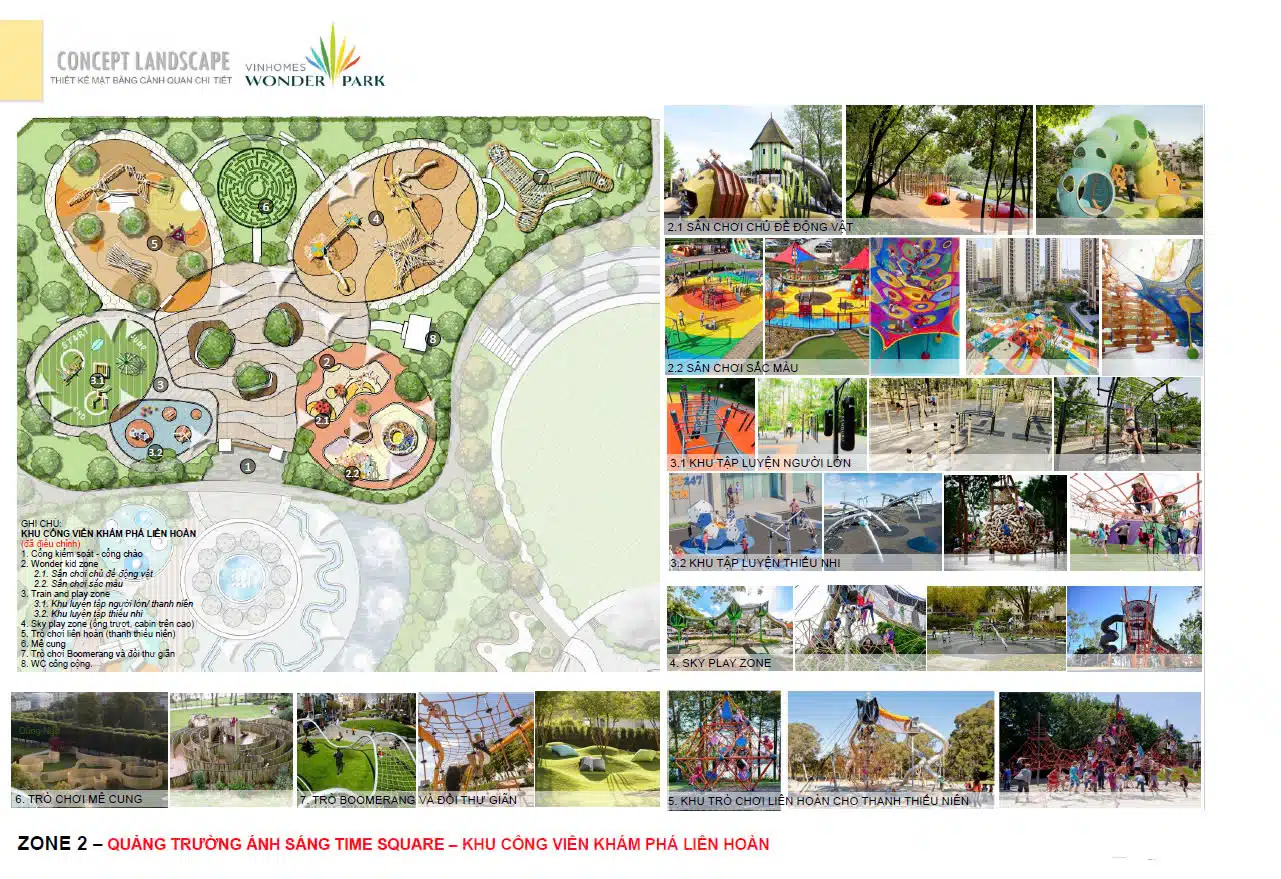 CONCEPT LANDSCAPE
THIẾT KẾ MẶT BẰNG CẢNH QUAN CHI TIẾT
VINHOMES
WONDER PARK
5
6
4
7
2
8
3.1
3
2.1
3.2
2.2
1
START
GHI CHÚ:
KHU CÔNG VIÊN KHÁM PHÁ LIÊN HOÀN
(đã điều chỉnh)
1. Cổng kiểm soát - cổng chào
2. Wonder kid zone
2.1. Sân chơi chủ đề động vật
2.2. Sân chơi sắc màu
3. Train and play zone
3.1. Khu luyện tập người lớn/ thanh niên
3.2. Khu luyện tập thiếu nhi
4. Sky play zone (ống trượt, cabin trên cao)
5. Trò chơi liên hoàn (thanh thiếu niên)
6. Mê cung
7. Trò chơi Boomerang và đồi thư giãn
8. WC công cộng.
2.1 SÂN CHƠI CHỦ ĐỀ ĐỘNG VẬT
2.2 SÂN CHƠI SẮC MÀU
3.1 KHU TẬP LUYỆN NGƯỜI LỚN
3.2 KHU TẬP LUYỆN THIẾU NHI
4. SKY PLAY ZONE
6. TRÒ CHƠI MÊ CUNG
7. TRÒ BOOMERANG VÀ ĐỒI THƯ GIÃN
5. KHU TRÒ CHƠI LIÊN HOÀN CHO THANH THIẾU NIÊN
ZONE 2 – QUẢNG TRƯỜNG ÁNH SÁNG TIME SQUARE – KHU CÔNG VIÊN KHÁM PHÁ LIÊN HOÀN